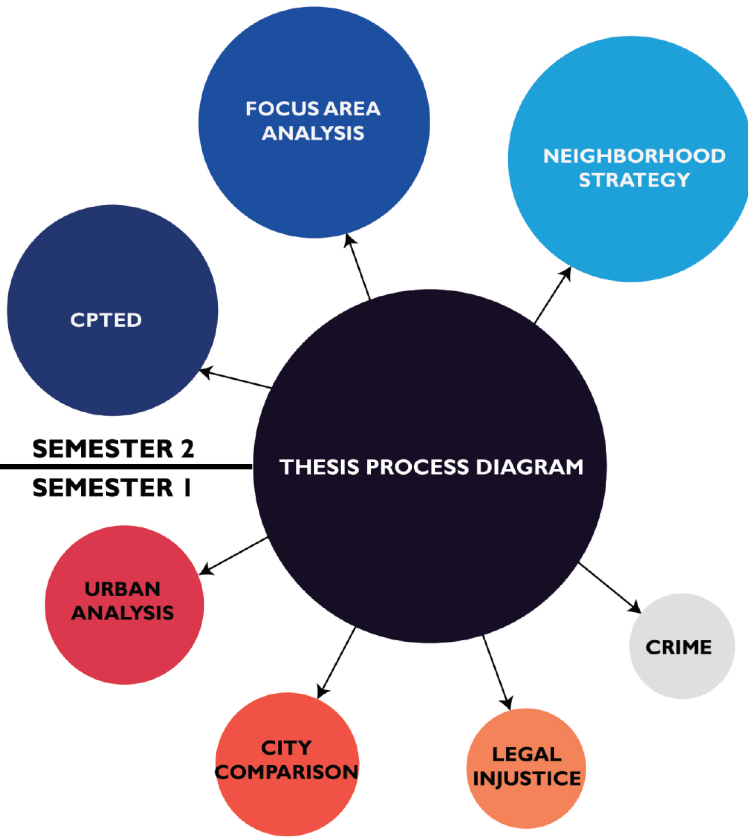 FOCUS AREA
ANALYSIS
NEIGHBORHOOD
STRATEGY
CPTED
SEMESTER 2
THESIS PROCESS DIAGRAM
SEMESTER 1
URBAN
ANALYSIS
CRIME
CITY
COMPARISON
LEGAL
INJUSTICE